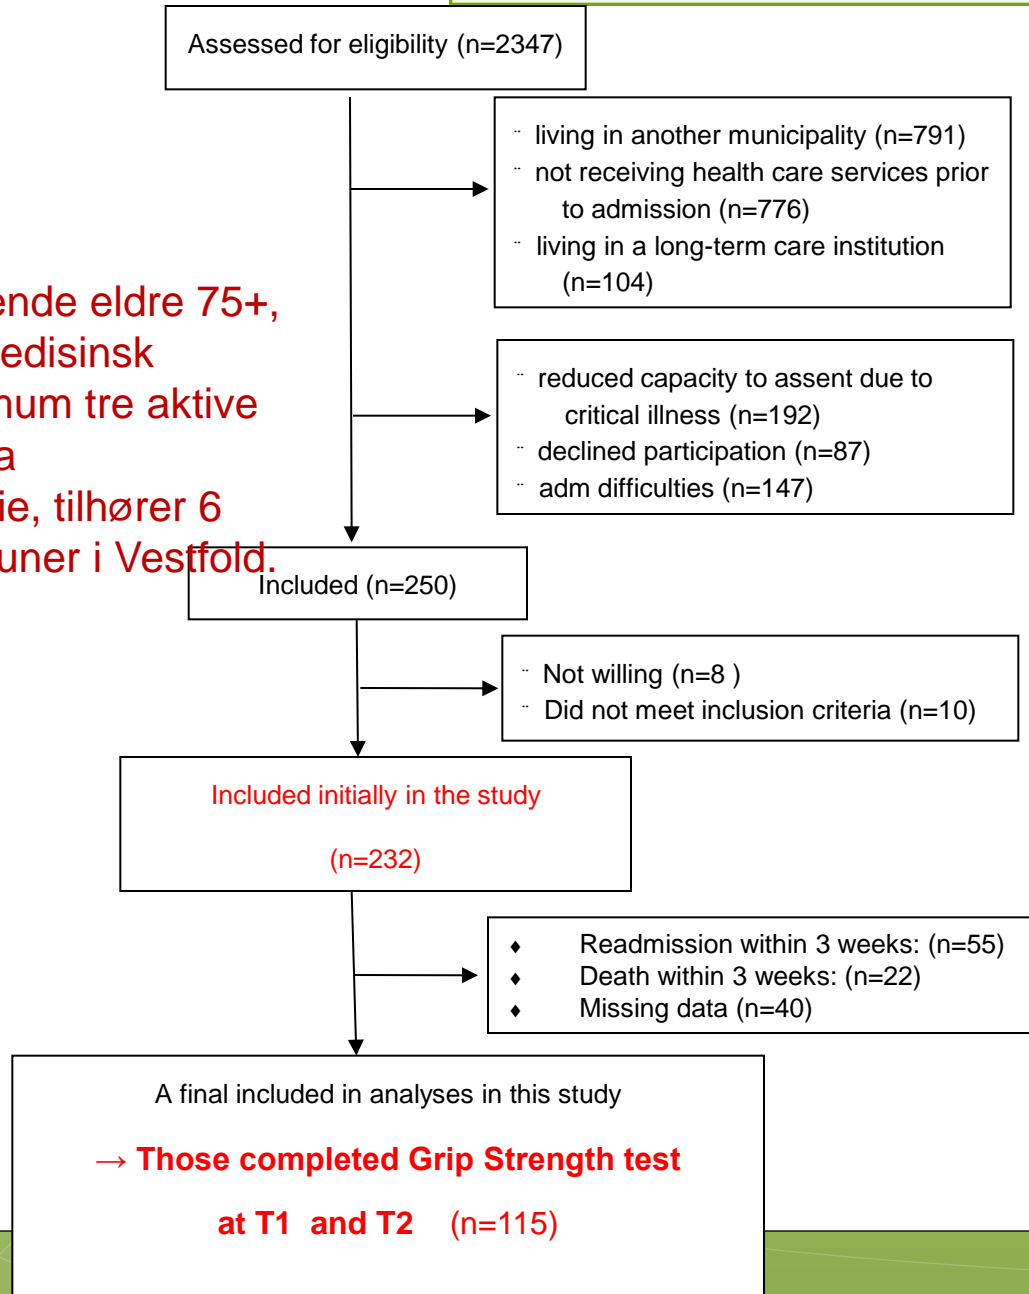 Assessed for eligibility (n=2347)
living in another municipality (n=791)
not receiving health care services prior
to admission (n=776)
living in a long-term care institution
(n=104)
ende eldre 75+,
edisinsk
num tre aktive
a
ie, tilhører 6
uner i Vestfold.
reduced capacity to assent due to
critical illness (n=192)
declined participation (n=87)
adm difficulties (n=147)
Included (n=250)
Not willing (n=8 )
Did not meet inclusion criteria (n=10)
Included initially in the study
(n=232)
♦ Readmission within 3 weeks: (n=55)
♦ Death within 3 weeks: (n=22)
♦ Missing data (n=40)
A final included in analyses in this study
→ Those completed Grip Strength test
at T1 and T2 (n=115)